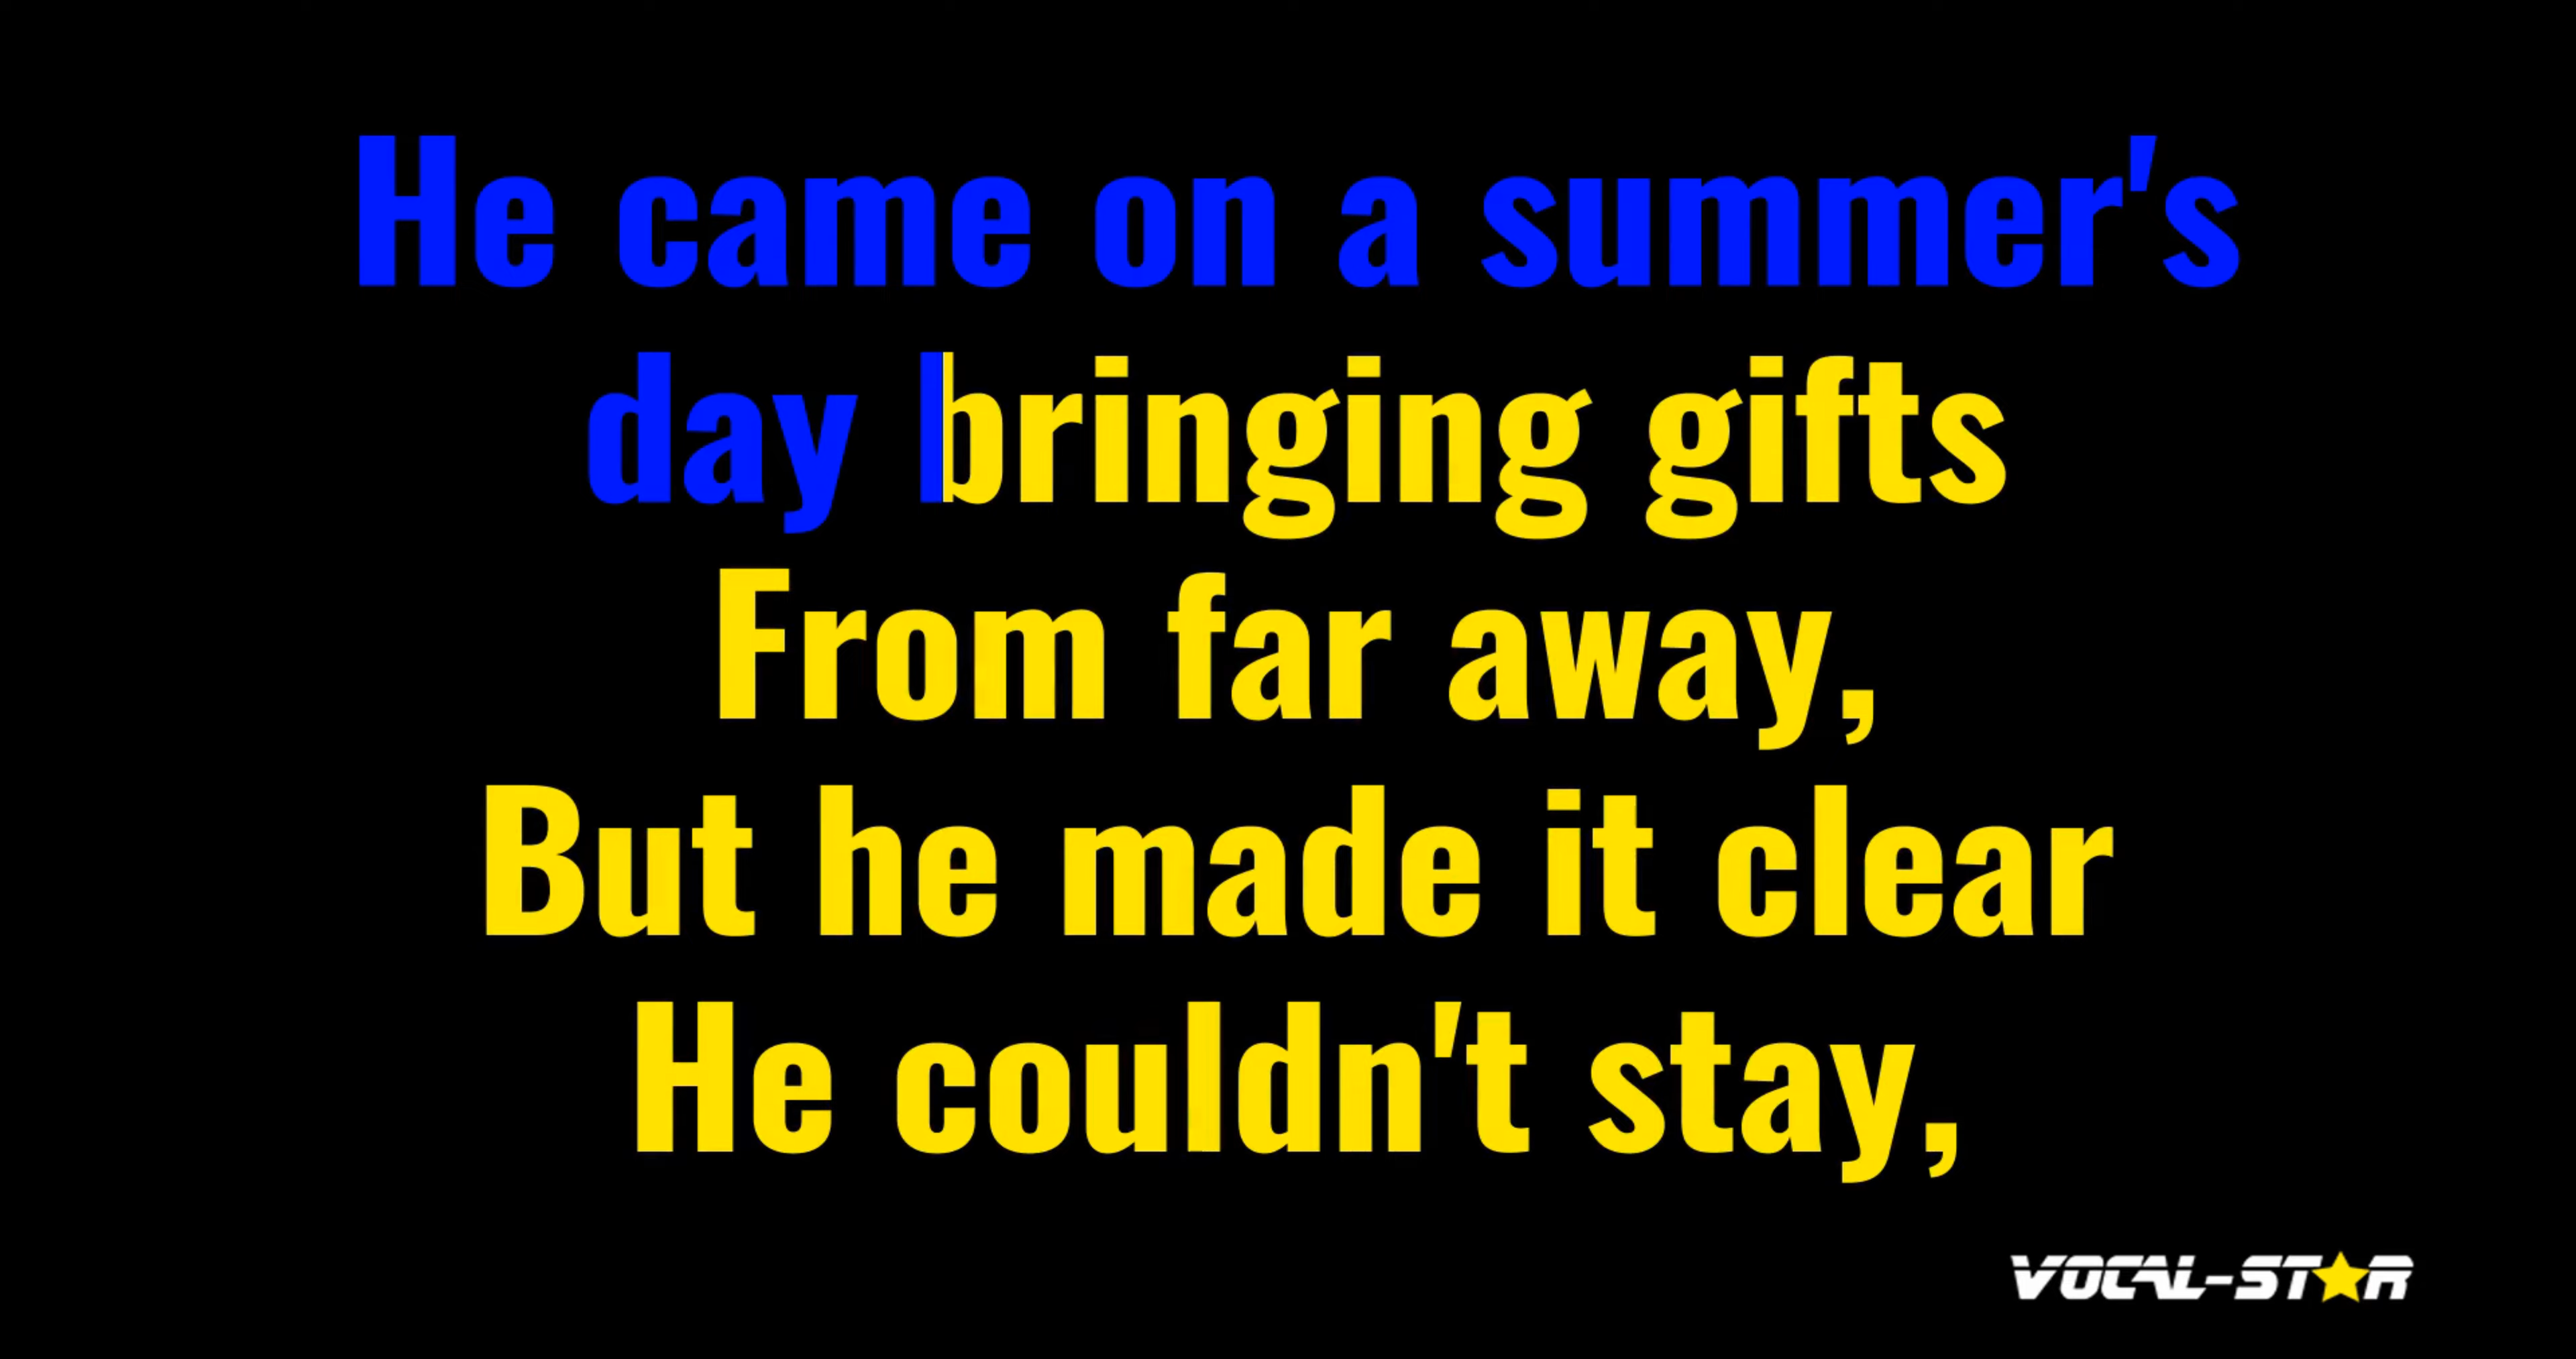 He came on a summer's
day bringing gifts
From far away,
But he made it clear
He couldn't stay,
VOCAL-STAR